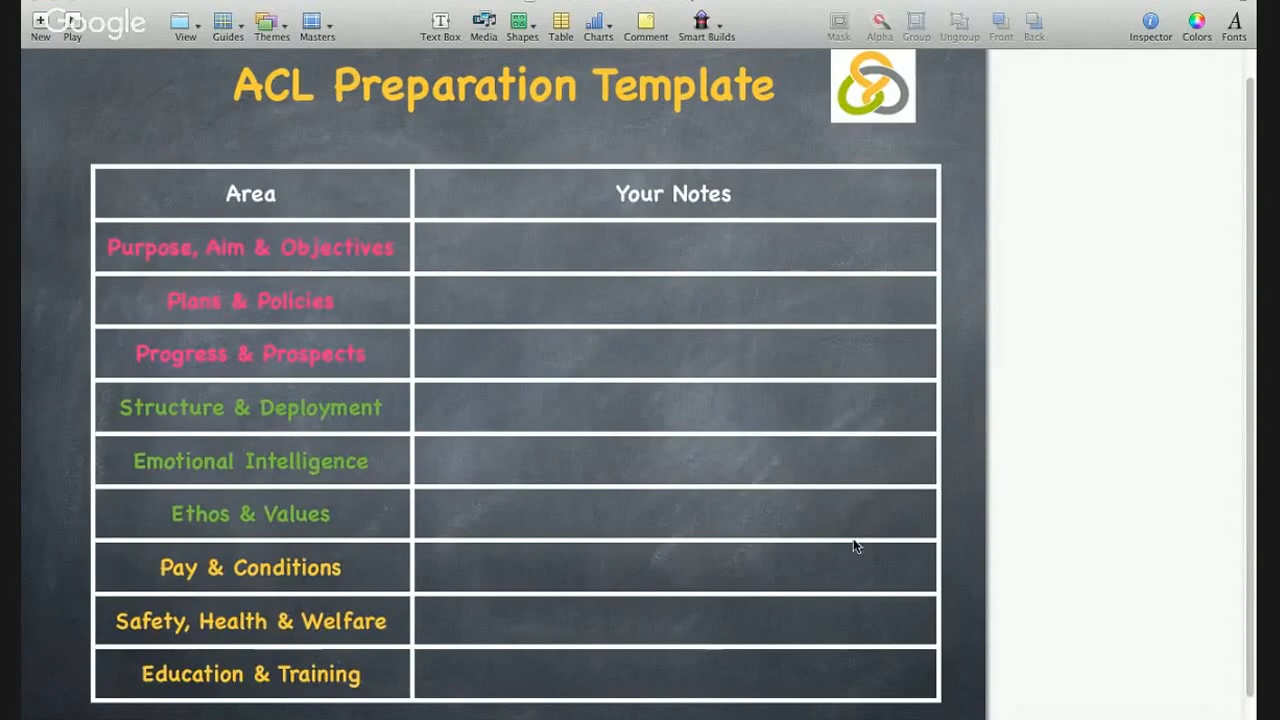 Google
New
Play
View
Guides
Themes
Masters
Text Box
Media
Shapes
Table
Charts
Comment
Smart Builds
Mask
Alpha
Group
Ungroup
Front
Back
Inspector
Colors
Fonts
ACL Preparation Template
Area
Your Notes
Purpose, Aim & Objectives
Plans & Policies
Progress & Prospects
Structure & Deployment
Emotional Intelligence
Ethos & Values
Pay & Conditions
Safety, Health & Welfare
Education & Training